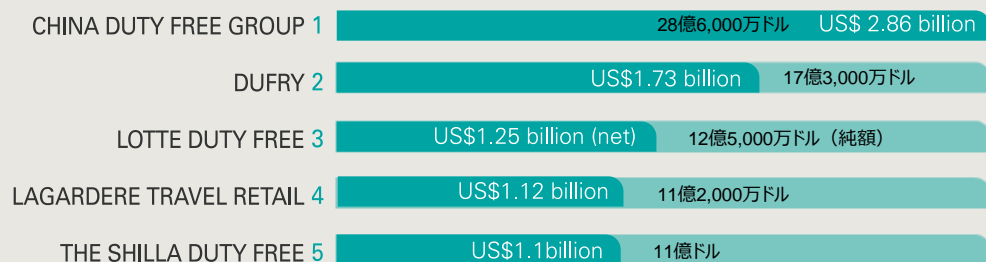 CHINA DUTY FREE GROUP 1 28億6,000万ドル US$ 2.86 billion
DUFRY 2 US$1.73 billion 17億3,000万ドル
LOTTE DUTY FREE 3 US$1.25 billion (net) 12億5,000万ドル（純額）
LAGARDERE TRAVEL RETAIL 4 US$1.12 billion 11億2,000万ドル
THE SHILLA DUTY FREE 5 US$1.1billion 11億ドル